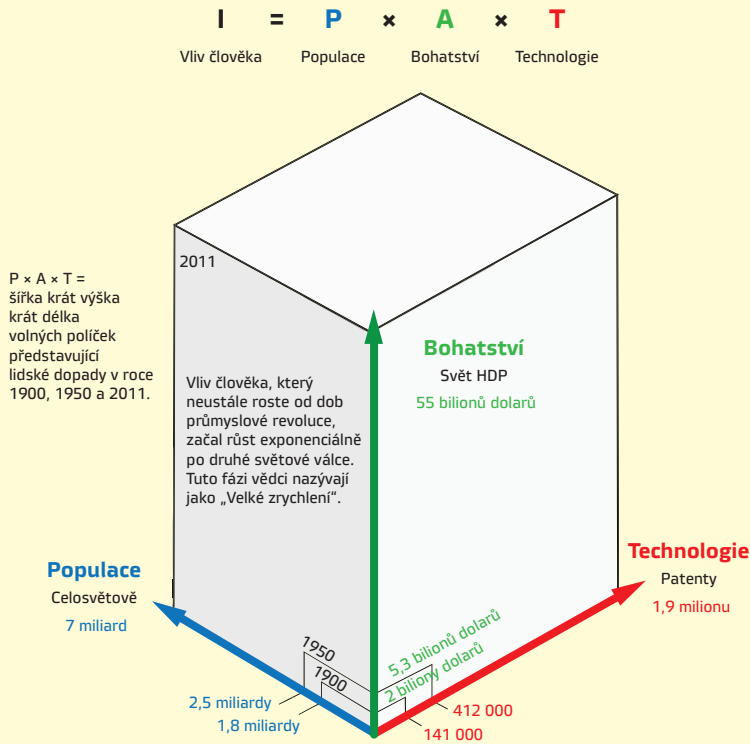 I = P × A × T
Vliv člověka Populace Bohatství Technologie
2011
P × A × T =
šířka krát výška
krát délka
volných políček
představující
lidské dopady v roce
1900, 1950 a 2011.
Vliv člověka, který
neustále roste od dob
průmyslové revoluce,
začal růst exponenciálně
po druhé světové válce.
Tuto fázi vědci nazývají
jako „Velké zrychlení“.
Bohatství
Svět HDP
55 bilionů dolarů
Populace
Celosvětově
7 miliard
Technologie
Patenty
1,9 milionu
1950
1900
5,3 bilionů dolarů
2 biliony dolarů
2,5 miliardy
1,8 miliardy
412 000
141 000